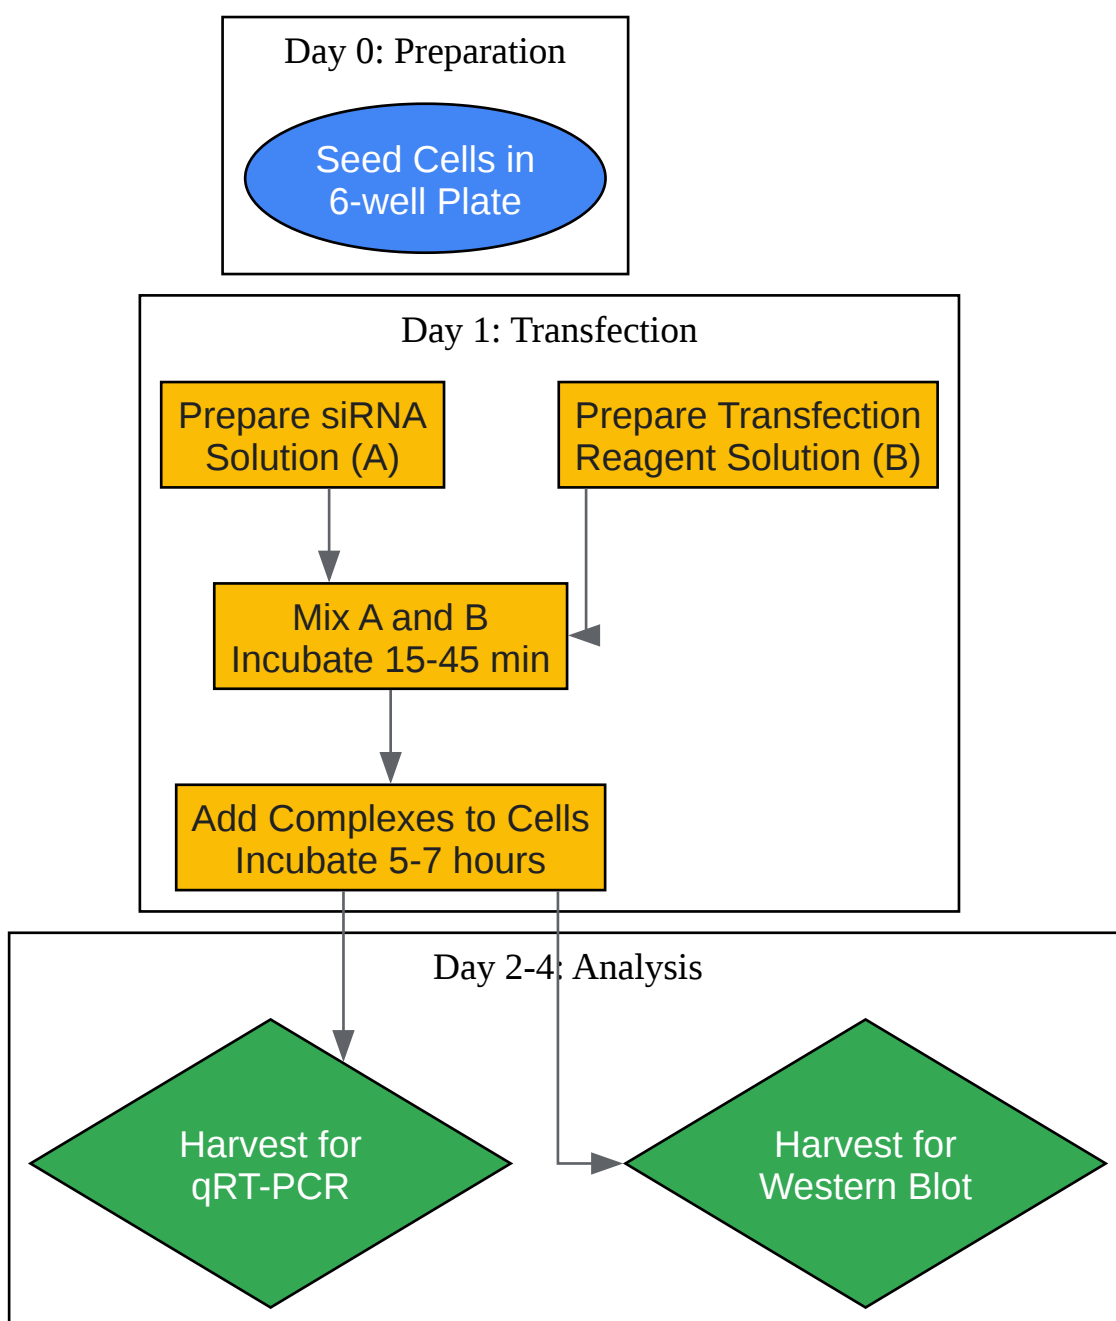 Day 0: Preparation
Seed Cells in
6-well Plate
Day 1: Transfection
Prepare siRNA
Solution (A)
Prepare Transfection
Reagent Solution (B)
Mix A and B
Incubate 15-45 min
Add Complexes to Cells
Incubate 5-7 hours
Day 2-4: Analysis
Harvest for
qRT-PCR
Harvest for
Western Blot